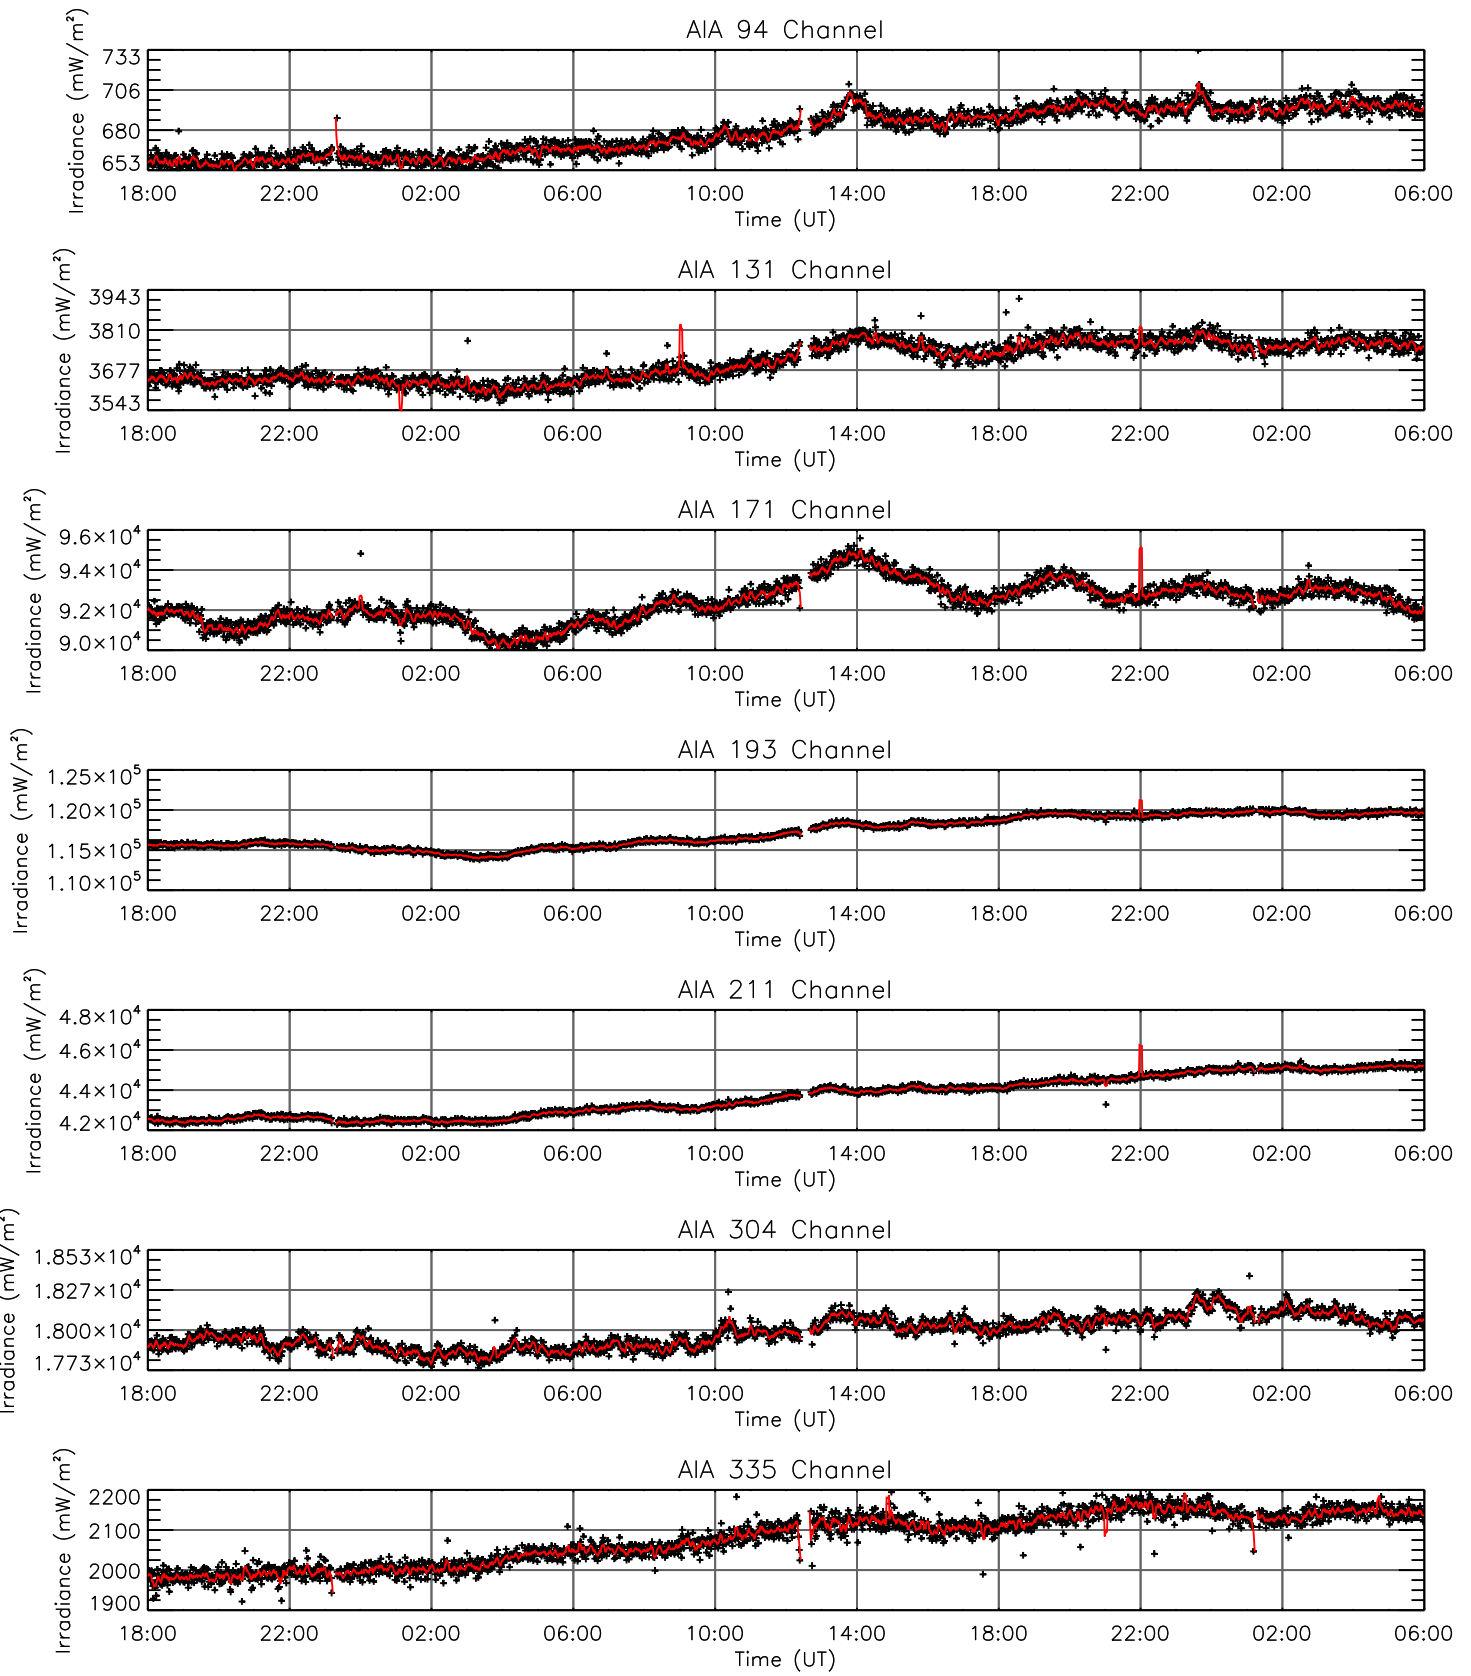 AIA 94 Channel
Irradiance (mW/m²)
733
706
680
653
18:00 22:00 02:00 06:00 10:00 14:00 18:00 22:00 02:00 06:00
Time (UT)
AIA 131 Channel
Irradiance (mW/m²)
3943
3810
3677
3543
18:00 22:00 02:00 06:00 10:00 14:00 18:00 22:00 02:00 06:00
Time (UT)
AIA 171 Channel
Irradiance (mW/m²)
9.6×10⁴
9.4×10⁴
9.2×10⁴
9.0×10⁴
18:00 22:00 02:00 06:00 10:00 14:00 18:00 22:00 02:00 06:00
Time (UT)
AIA 193 Channel
Irradiance (mW/m²)
1.25×10⁵
1.20×10⁵
1.15×10⁵
1.10×10⁵
18:00 22:00 02:00 06:00 10:00 14:00 18:00 22:00 02:00 06:00
Time (UT)
AIA 211 Channel
Irradiance (mW/m²)
4.8×10⁴
4.6×10⁴
4.4×10⁴
4.2×10⁴
18:00 22:00 02:00 06:00 10:00 14:00 18:00 22:00 02:00 06:00
Time (UT)
AIA 304 Channel
Irradiance (mW/m²)
1.853×10⁴
1.827×10⁴
1.800×10⁴
1.773×10⁴
18:00 22:00 02:00 06:00 10:00 14:00 18:00 22:00 02:00 06:00
Time (UT)
AIA 335 Channel
Irradiance (mW/m²)
2200
2100
2000
1900
18:00 22:00 02:00 06:00 10:00 14:00 18:00 22:00 02:00 06:00
Time (UT)